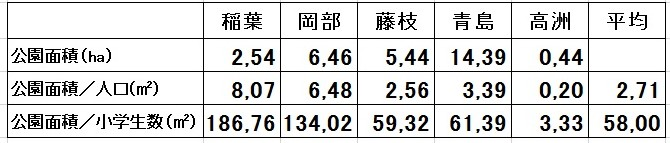 稲葉 岡部 藤枝 青島 高洲 平均
公園面積(ha) 2,54 6,46 5,44 14,39 0,44
公園面積/人口(㎡) 8,07 6,48 2,56 3,39 0,20 2,71
公園面積/小学生数(㎡) 186,76 134,02 59,32 61,39 3,33 58,00